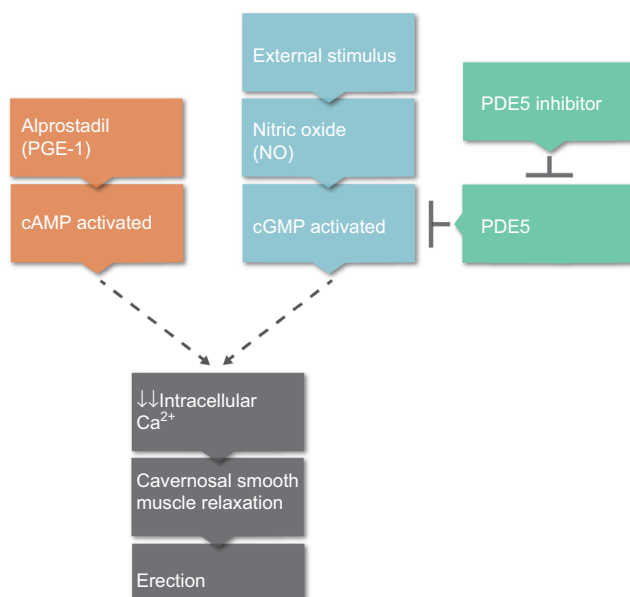 External stimulus
Alprostadil
(PGE-1)
Nitric oxide
(NO)
PDE5 inhibitor
cAMP activated
cGMP activated
PDE5
↓↓Intracellular
Ca²⁺
Cavernosal smooth
muscle relaxation
Erection